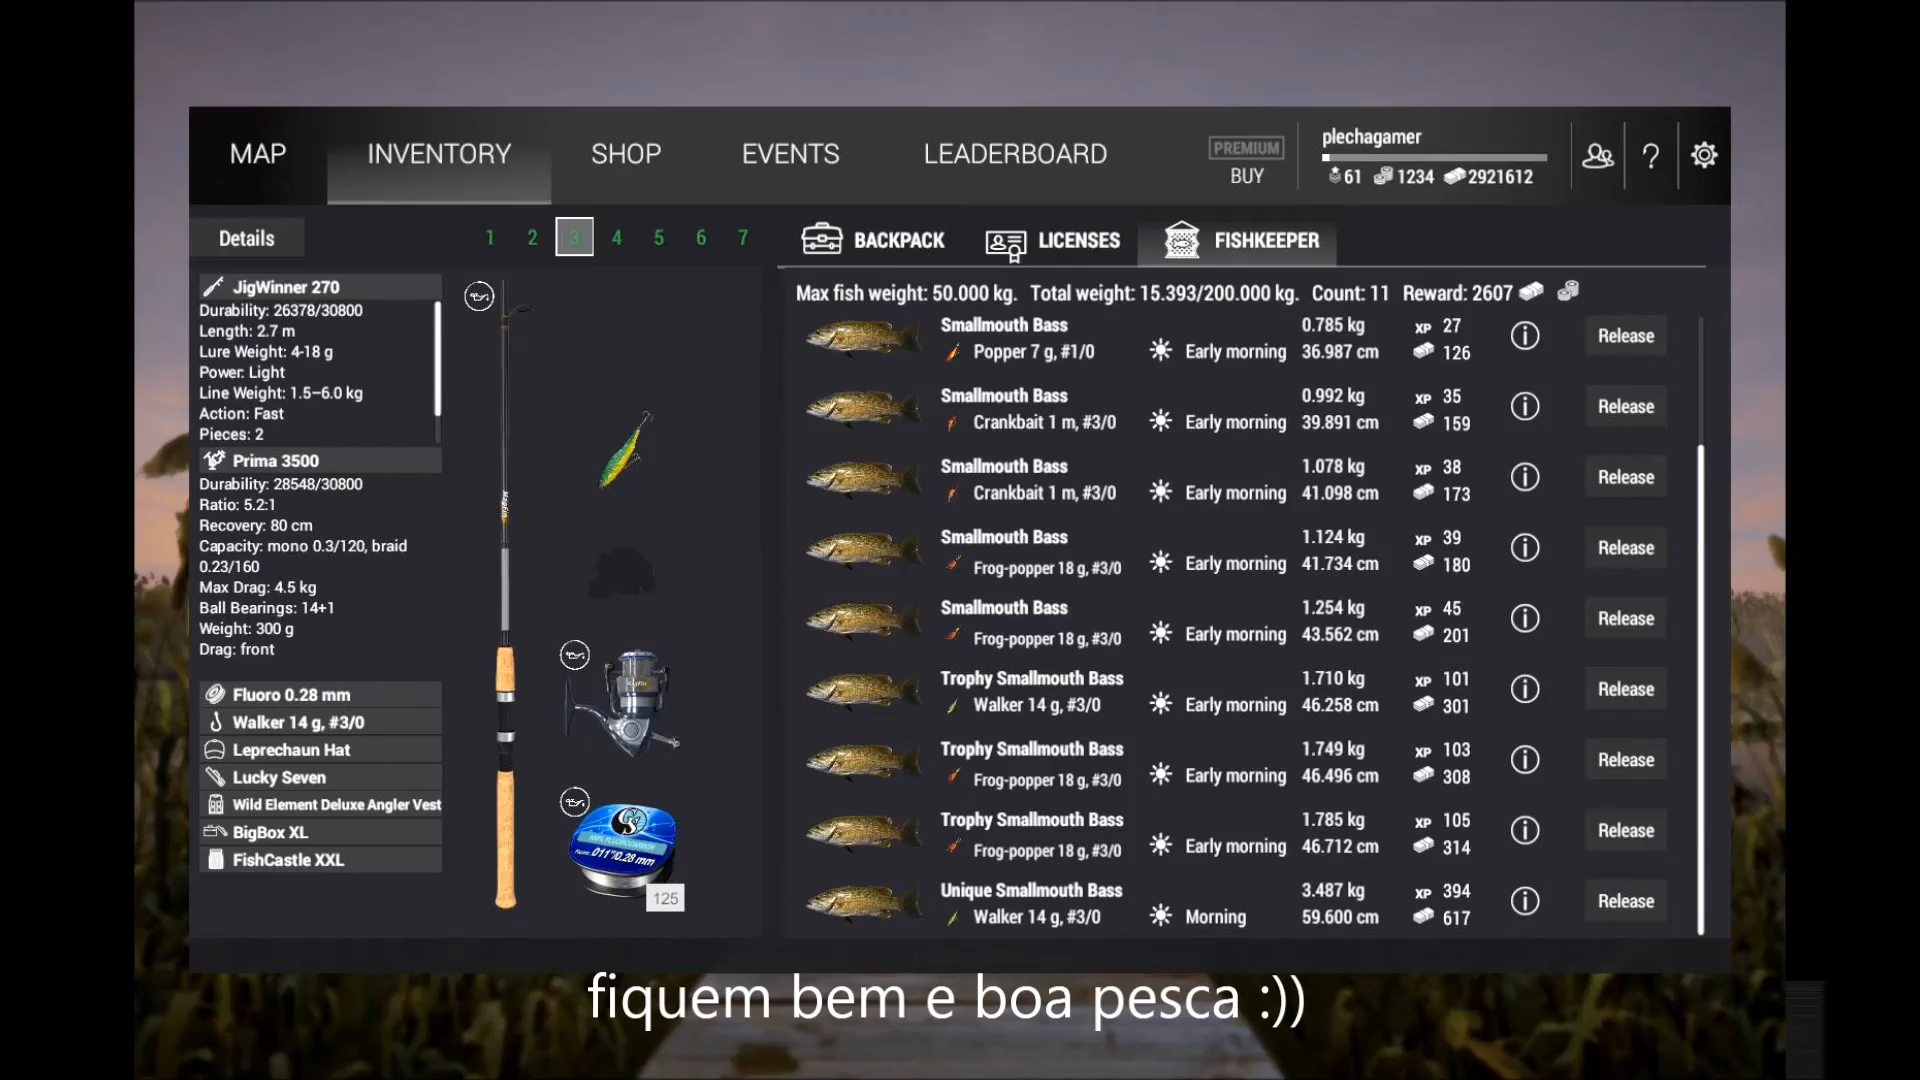 MAP INVENTORY SHOP EVENTS LEADERBOARD PREMIUM BUY
plechagamer
61 1234 2921612
?
Details
1 2 3 4 5 6 7
BACKPACK LICENSES FISHKEEPER
JigWinner 270
Durability: 26378/30800
Length: 2.7 m
Lure Weight: 4-18 g
Power: Light
Line Weight: 1.5–6.0 kg
Action: Fast
Pieces: 2
Prima 3500
Durability: 28548/30800
Ratio: 5.2:1
Recovery: 80 cm
Capacity: mono 0.3/120, braid
0.23/160
Max Drag: 4.5 kg
Ball Bearings: 14+1
Weight: 300 g
Drag: front
Fluoro 0.28 mm
Walker 14 g, #3/0
Leprechaun Hat
Lucky Seven
Wild Element Deluxe Angler Vest
BigBox XL
FishCastle XXL
100% FLUOROCARBON
.011"/0.28 mm
125
Max fish weight: 50.000 kg. Total weight: 15.393/200.000 kg. Count: 11 Reward: 2607
Smallmouth Bass 0.785 kg XP 27
Popper 7 g, #1/0 Early morning 36.987 cm 126 Release
Smallmouth Bass 0.992 kg XP 35
Crankbait 1 m, #3/0 Early morning 39.891 cm 159 Release
Smallmouth Bass 1.078 kg XP 38
Crankbait 1 m, #3/0 Early morning 41.098 cm 173 Release
Smallmouth Bass 1.124 kg XP 39
Frog-popper 18 g, #3/0 Early morning 41.734 cm 180 Release
Smallmouth Bass 1.254 kg XP 45
Frog-popper 18 g, #3/0 Early morning 43.562 cm 201 Release
Trophy Smallmouth Bass 1.710 kg XP 101
Walker 14 g, #3/0 Early morning 46.258 cm 301 Release
Trophy Smallmouth Bass 1.749 kg XP 103
Frog-popper 18 g, #3/0 Early morning 46.496 cm 308 Release
Trophy Smallmouth Bass 1.785 kg XP 105
Frog-popper 18 g, #3/0 Early morning 46.712 cm 314 Release
Unique Smallmouth Bass 3.487 kg XP 394
Walker 14 g, #3/0 Morning 59.600 cm 617 Release
fiquem bem e boa pesca :))